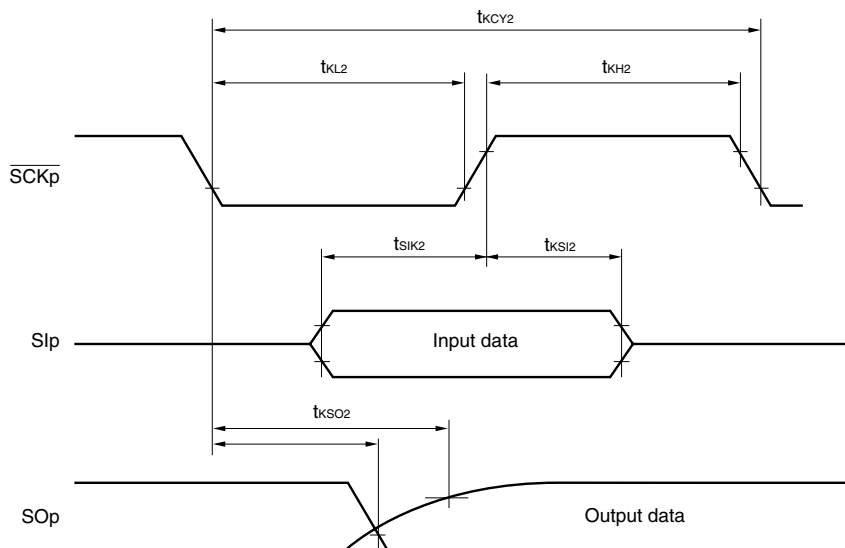 tKCY2
tKL2
tKH2
SCKp
tSIK2
tKSI2
SIp
Input data
tKSO2
SOp
Output data